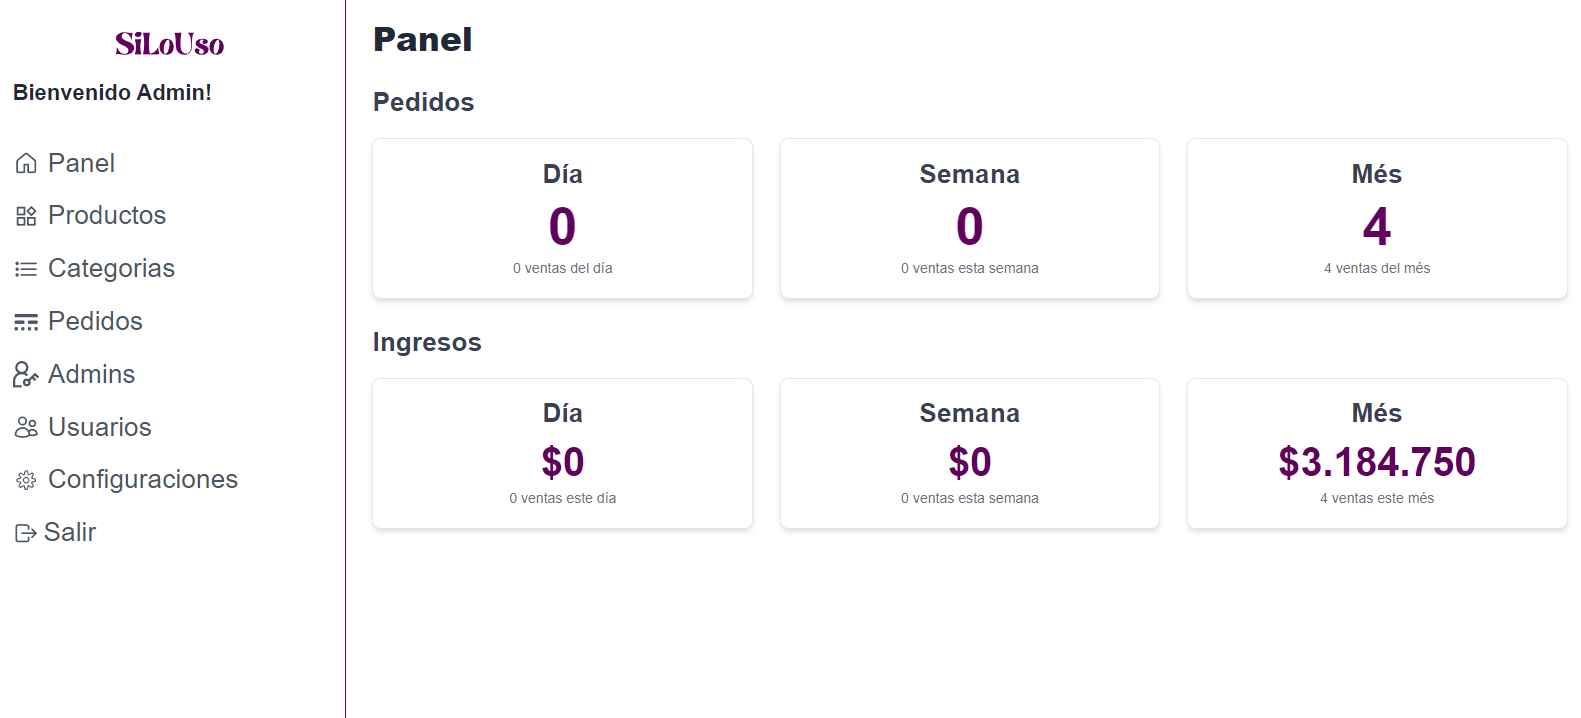 SiLoUso
Bienvenido Admin!
Panel
Productos
Categorias
Pedidos
Admins
Usuarios
Configuraciones
Salir
Panel
Pedidos
Día
0
0 ventas del día
Semana
0
0 ventas esta semana
Més
4
4 ventas del més
Ingresos
Día
$0
0 ventas este día
Semana
$0
0 ventas esta semana
Més
$3.184.750
4 ventas este més